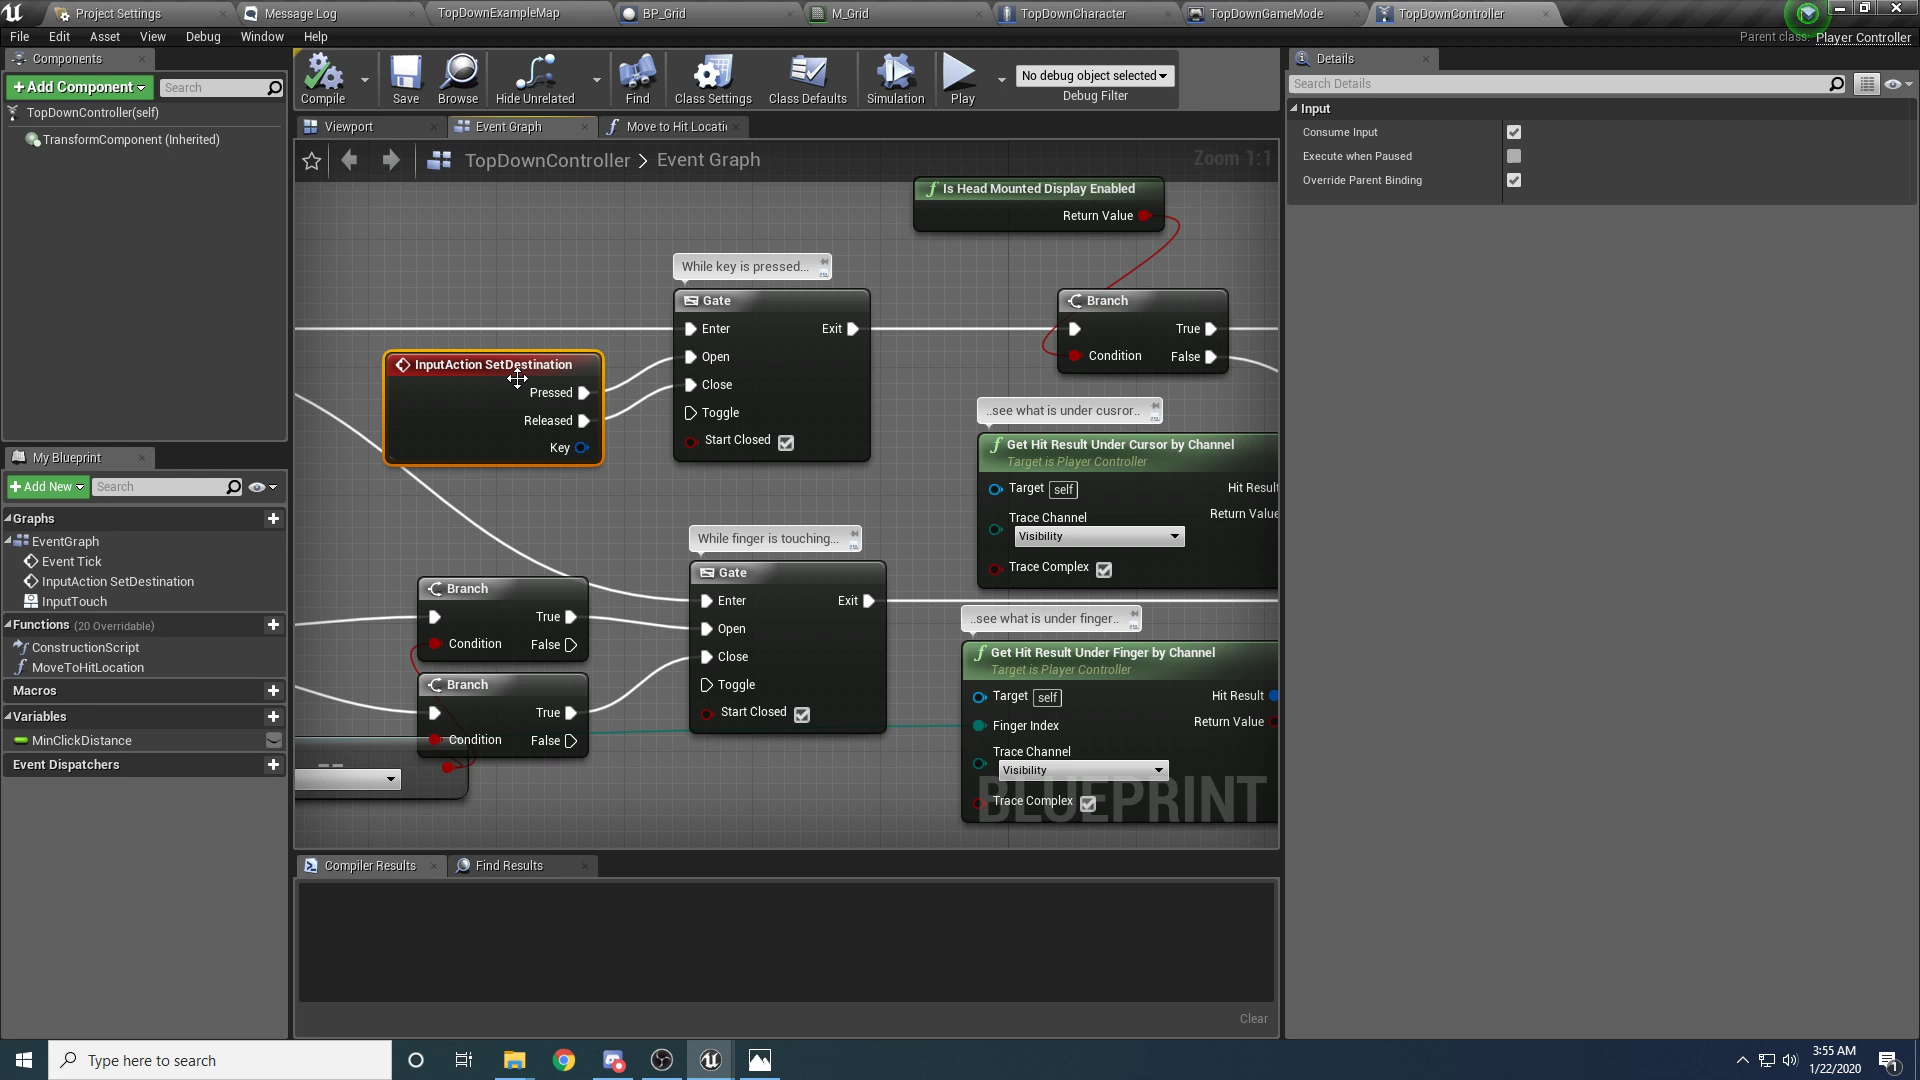 Project Settings
Message Log
TopDownExampleMap
BP_Grid
M_Grid
TopDownCharacter
TopDownGameMode
TopDownController
File Edit Asset View Debug Window Help
Parent class: Player Controller
Components
+Add Component
Search
TopDownController(self)
TransformComponent (Inherited)
Compile
Save
Browse
Hide Unrelated
Find
Class Settings
Class Defaults
Simulation
Play
No debug object selected
Debug Filter
Viewport
Event Graph
Move to Hit Locati
TopDownController > Event Graph
Zoom 1:1
Is Head Mounted Display Enabled
Return Value
While key is pressed...
Gate
Enter
Exit
Open
Close
Toggle
Start Closed
Branch
True
Condition
False
InputAction SetDestination
Pressed
Released
Key
..see what is under cusror..
Get Hit Result Under Cursor by Channel
Target is Player Controller
Target self
Hit Result
Trace Channel
Return Value
Visibility
Trace Complex
While finger is touching...
Gate
Enter
Exit
Open
Close
Toggle
Start Closed
Branch
True
Condition
False
Branch
True
Condition
False
==
..see what is under finger..
Get Hit Result Under Finger by Channel
Target is Player Controller
Target self
Hit Result
Return Value
Finger Index
Trace Channel
Visibility
Trace Complex
BLUEPRINT
My Blueprint
+Add New
Search
Graphs
EventGraph
Event Tick
InputAction SetDestination
InputTouch
Functions (20 Overridable)
ConstructionScript
MoveToHitLocation
Macros
Variables
MinClickDistance
Event Dispatchers
Compiler Results
Find Results
Clear
Details
Search Details
Input
Consume Input
Execute when Paused
Override Parent Binding
Type here to search
3:55 AM
1/22/2020
1